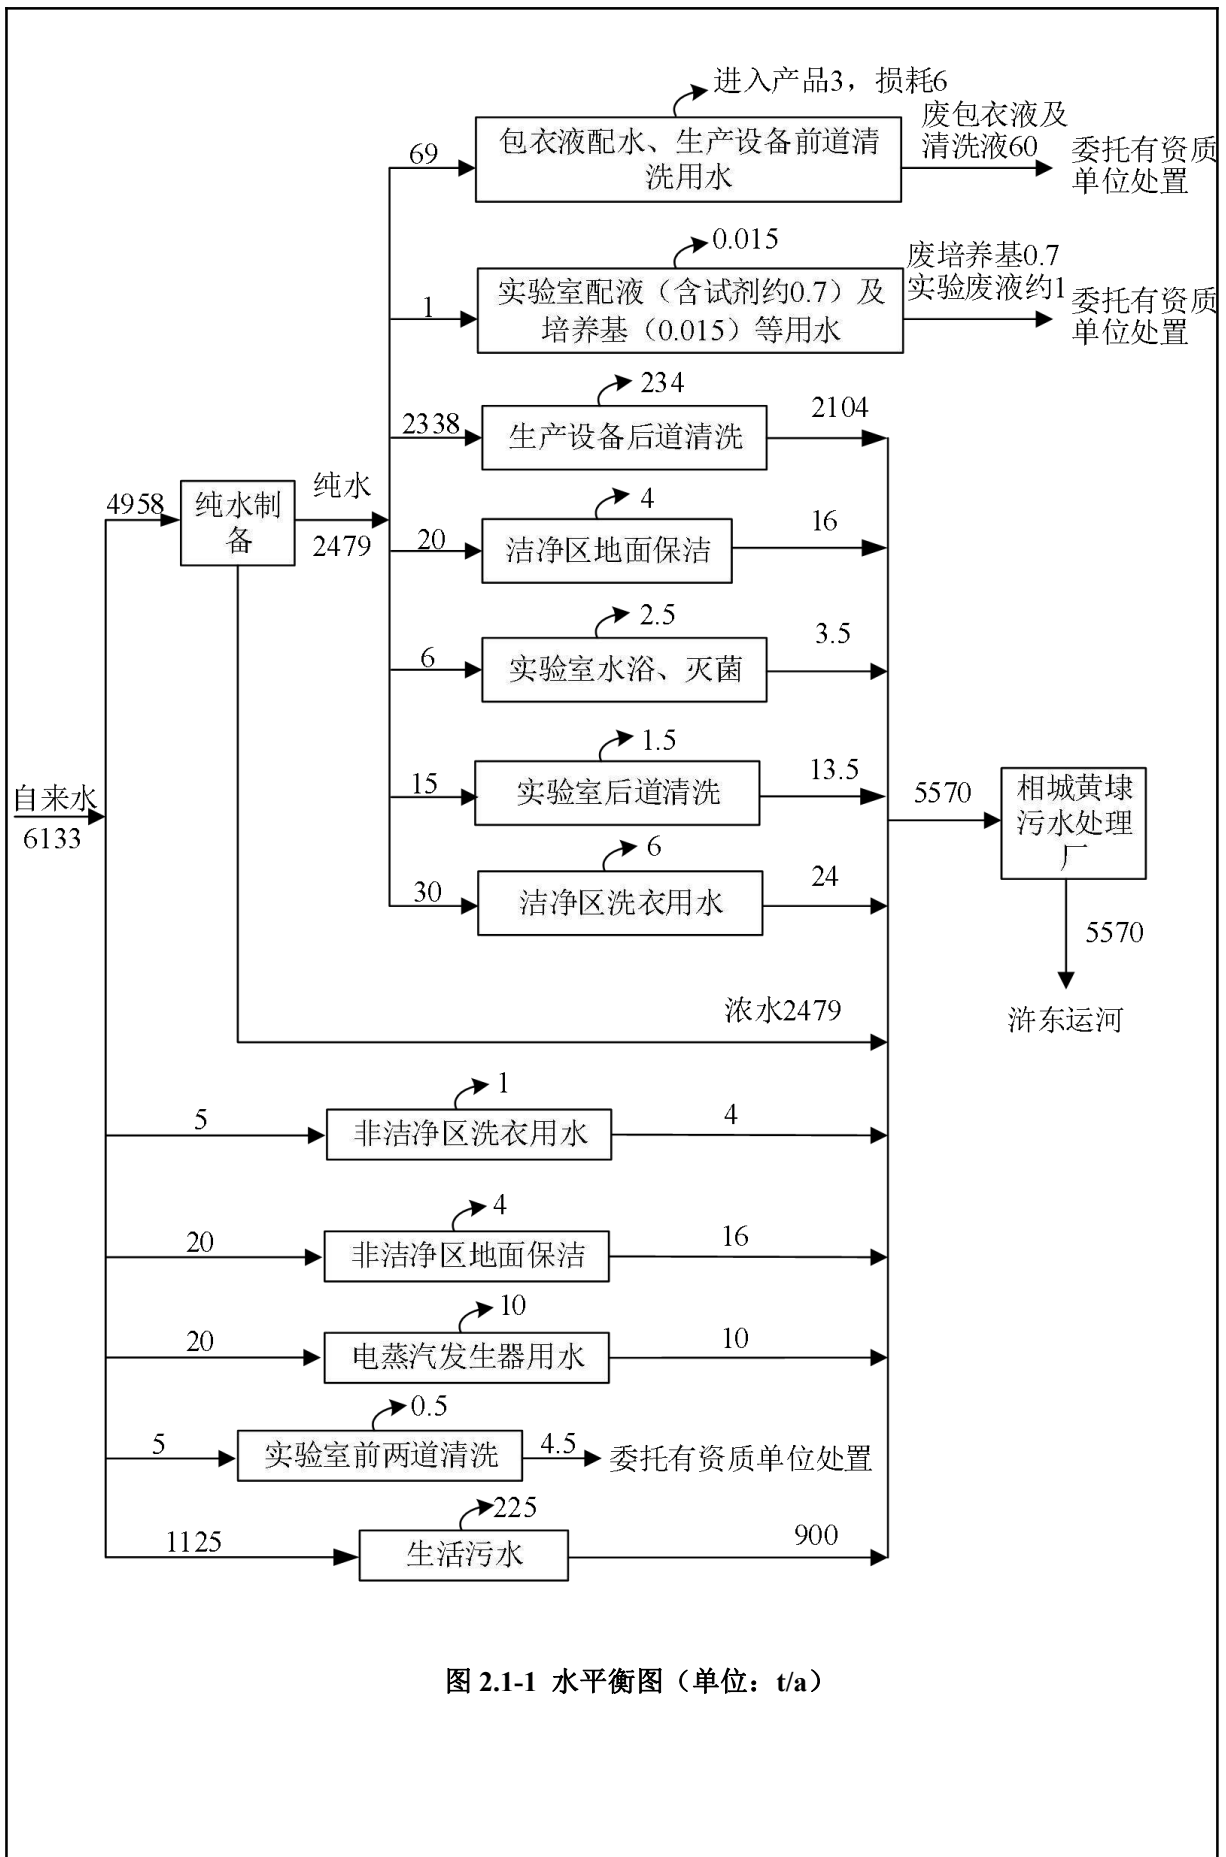 进入产品3，损耗6
69
包衣液配水、生产设备前道清
洗用水
废包衣液及
清洗液60
委托有资质
单位处置
0.015
1
实验室配液（含试剂约0.7）及
培养基（0.015）等用水
废培养基0.7
实验废液约1
委托有资质
单位处置
234
2338
生产设备后道清洗
2104
4958
纯水制
备
纯水
2479
4
20
洁净区地面保洁
16
2.5
6
实验室水浴、灭菌
3.5
1.5
15
实验室后道清洗
13.5
自来水
6133
5570
相城黄埭
污水处理
厂
6
30
洁净区洗衣用水
24
5570
浒东运河
浓水2479
1
5
非洁净区洗衣用水
4
4
20
非洁净区地面保洁
16
10
20
电蒸汽发生器用水
10
0.5
5
实验室前两道清洗
4.5
委托有资质单位处置
225
1125
生活污水
900
图 2.1-1 水平衡图（单位：t/a）